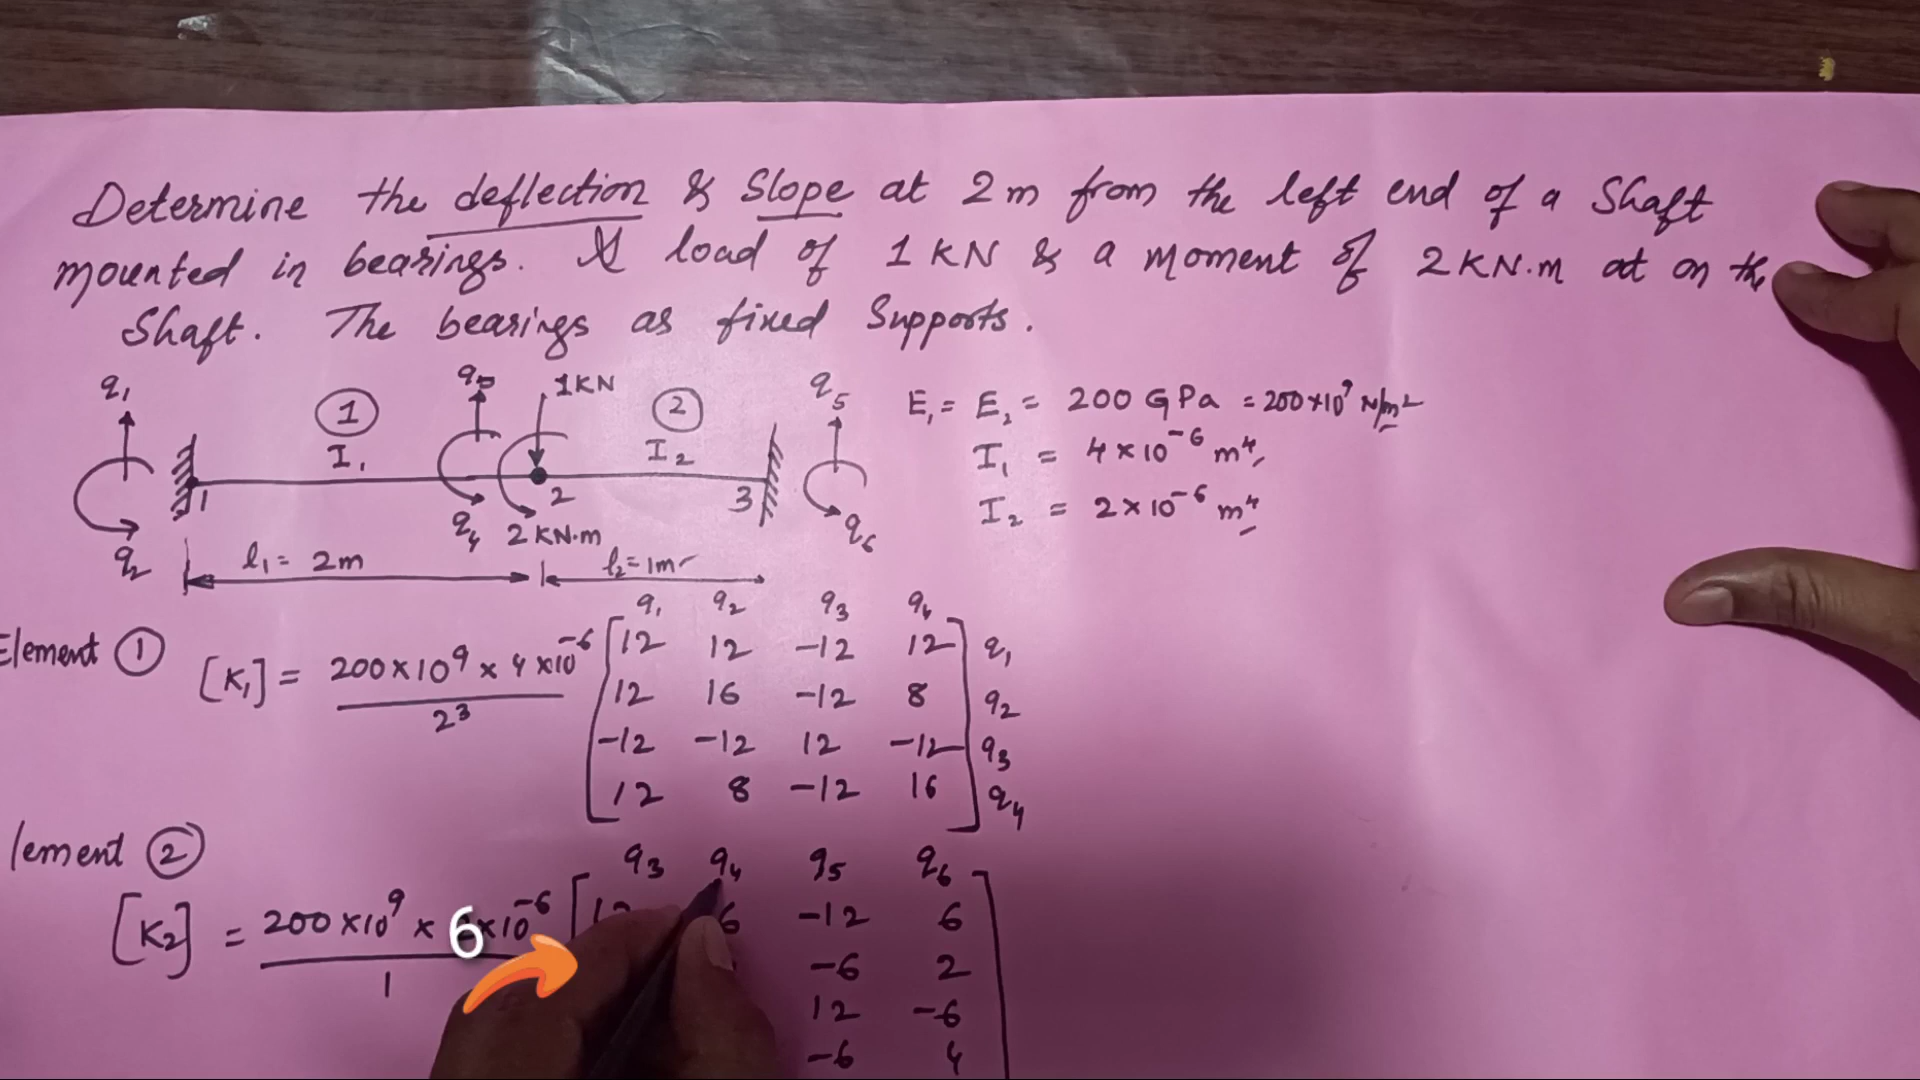 Determine the deflection & Slope at 2m from the left end of a Shaft
mounted in bearings. A load of 1 KN & a moment of 2 KN.m at on the
Shaft. The bearings as fixed Supports.
q1 1 q3 1KN 2 q5 E1 = E2 = 200 GPa = 200×10⁹ N/m²
I1 I2 I1 = 4×10⁻⁶ m⁴
1 2 3 I2 = 2×10⁻⁶ m⁴
q2 q4 2 KN.m q6
l1 = 2m l2 = 1m
q1 q2 q3 q4
Element 1 [K1] = 200×10⁹ × 4×10⁻⁶ / 2³
12 12 -12 12 q1
12 16 -12 8 q2
-12 -12 12 -12 q3
12 8 -12 16 q4
lement 2
q3 q4 q5 q6
[K2] = 200×10⁹ × 6×10⁻⁶ / 1
12 6 -12 6
-6 2
12 -6
-6 4